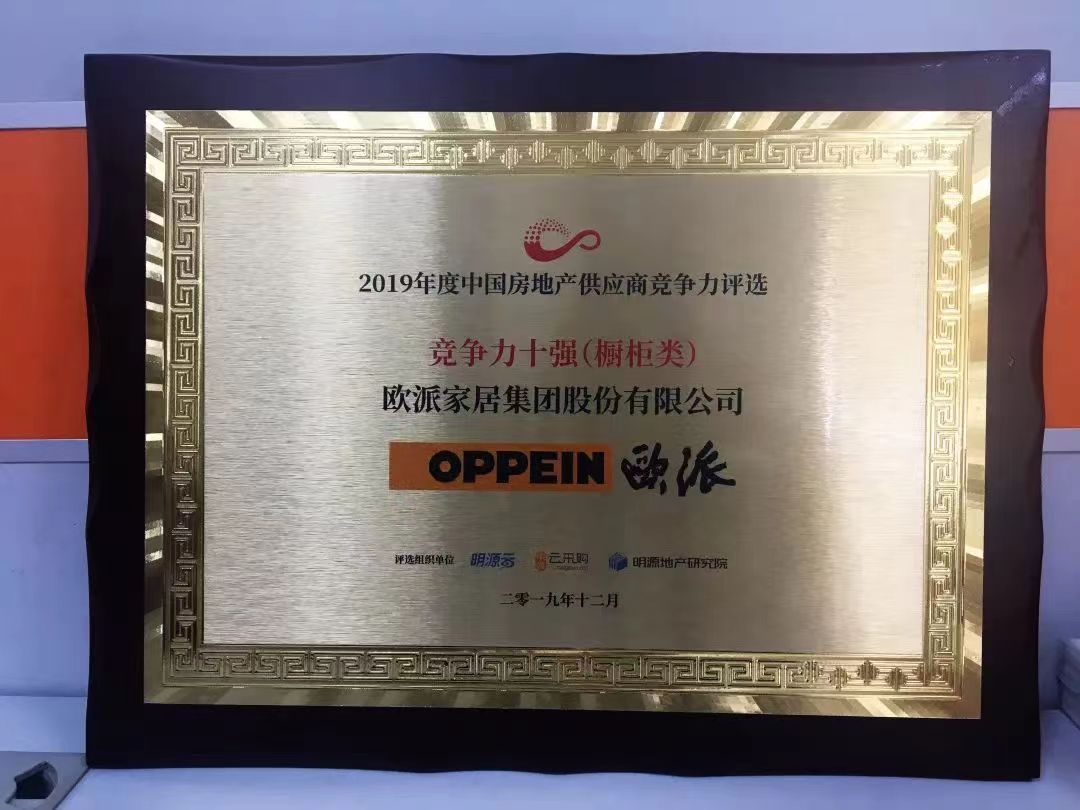 2019年度中国房地产供应商竞争力评选
竞争力十强(橱柜类)
欧派家居集团股份有限公司
OPPEIN 欧派
评选组织单位 明源云 云采购 明源地产研究院
二零一九年十二月